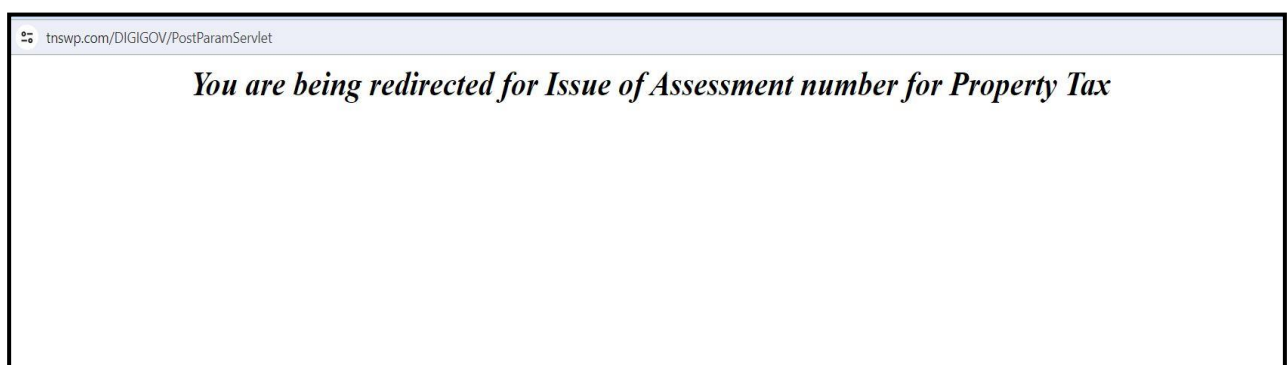 tnswp.com/DIGIGOV/PostParamServlet
You are being redirected for Issue of Assessment number for Property Tax